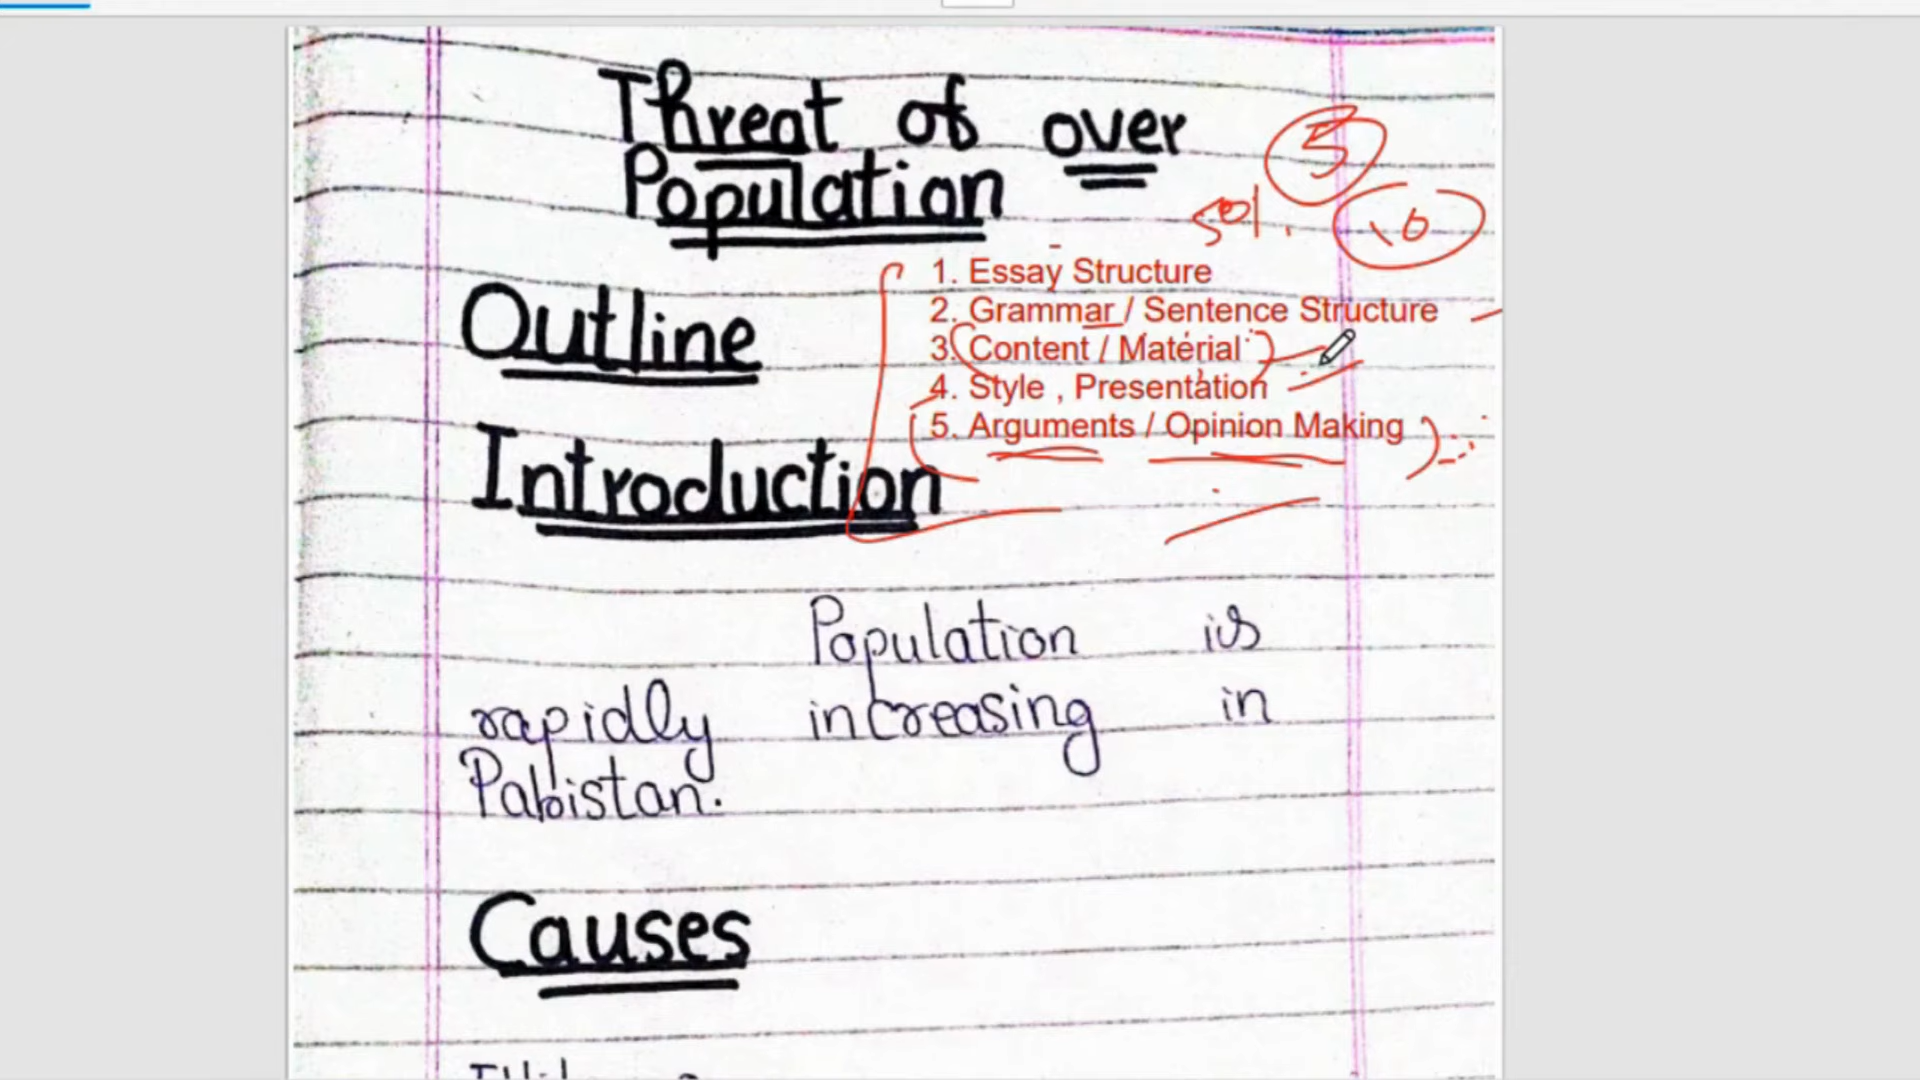 Threat of over
Population
5
sol.
10
Outline
1. Essay Structure
2. Grammar / Sentence Structure
3. Content / Material
4. Style , Presentation
5. Arguments / Opinion Making
Introduction
Population is
rapidly increasing in
Pakistan.
Causes